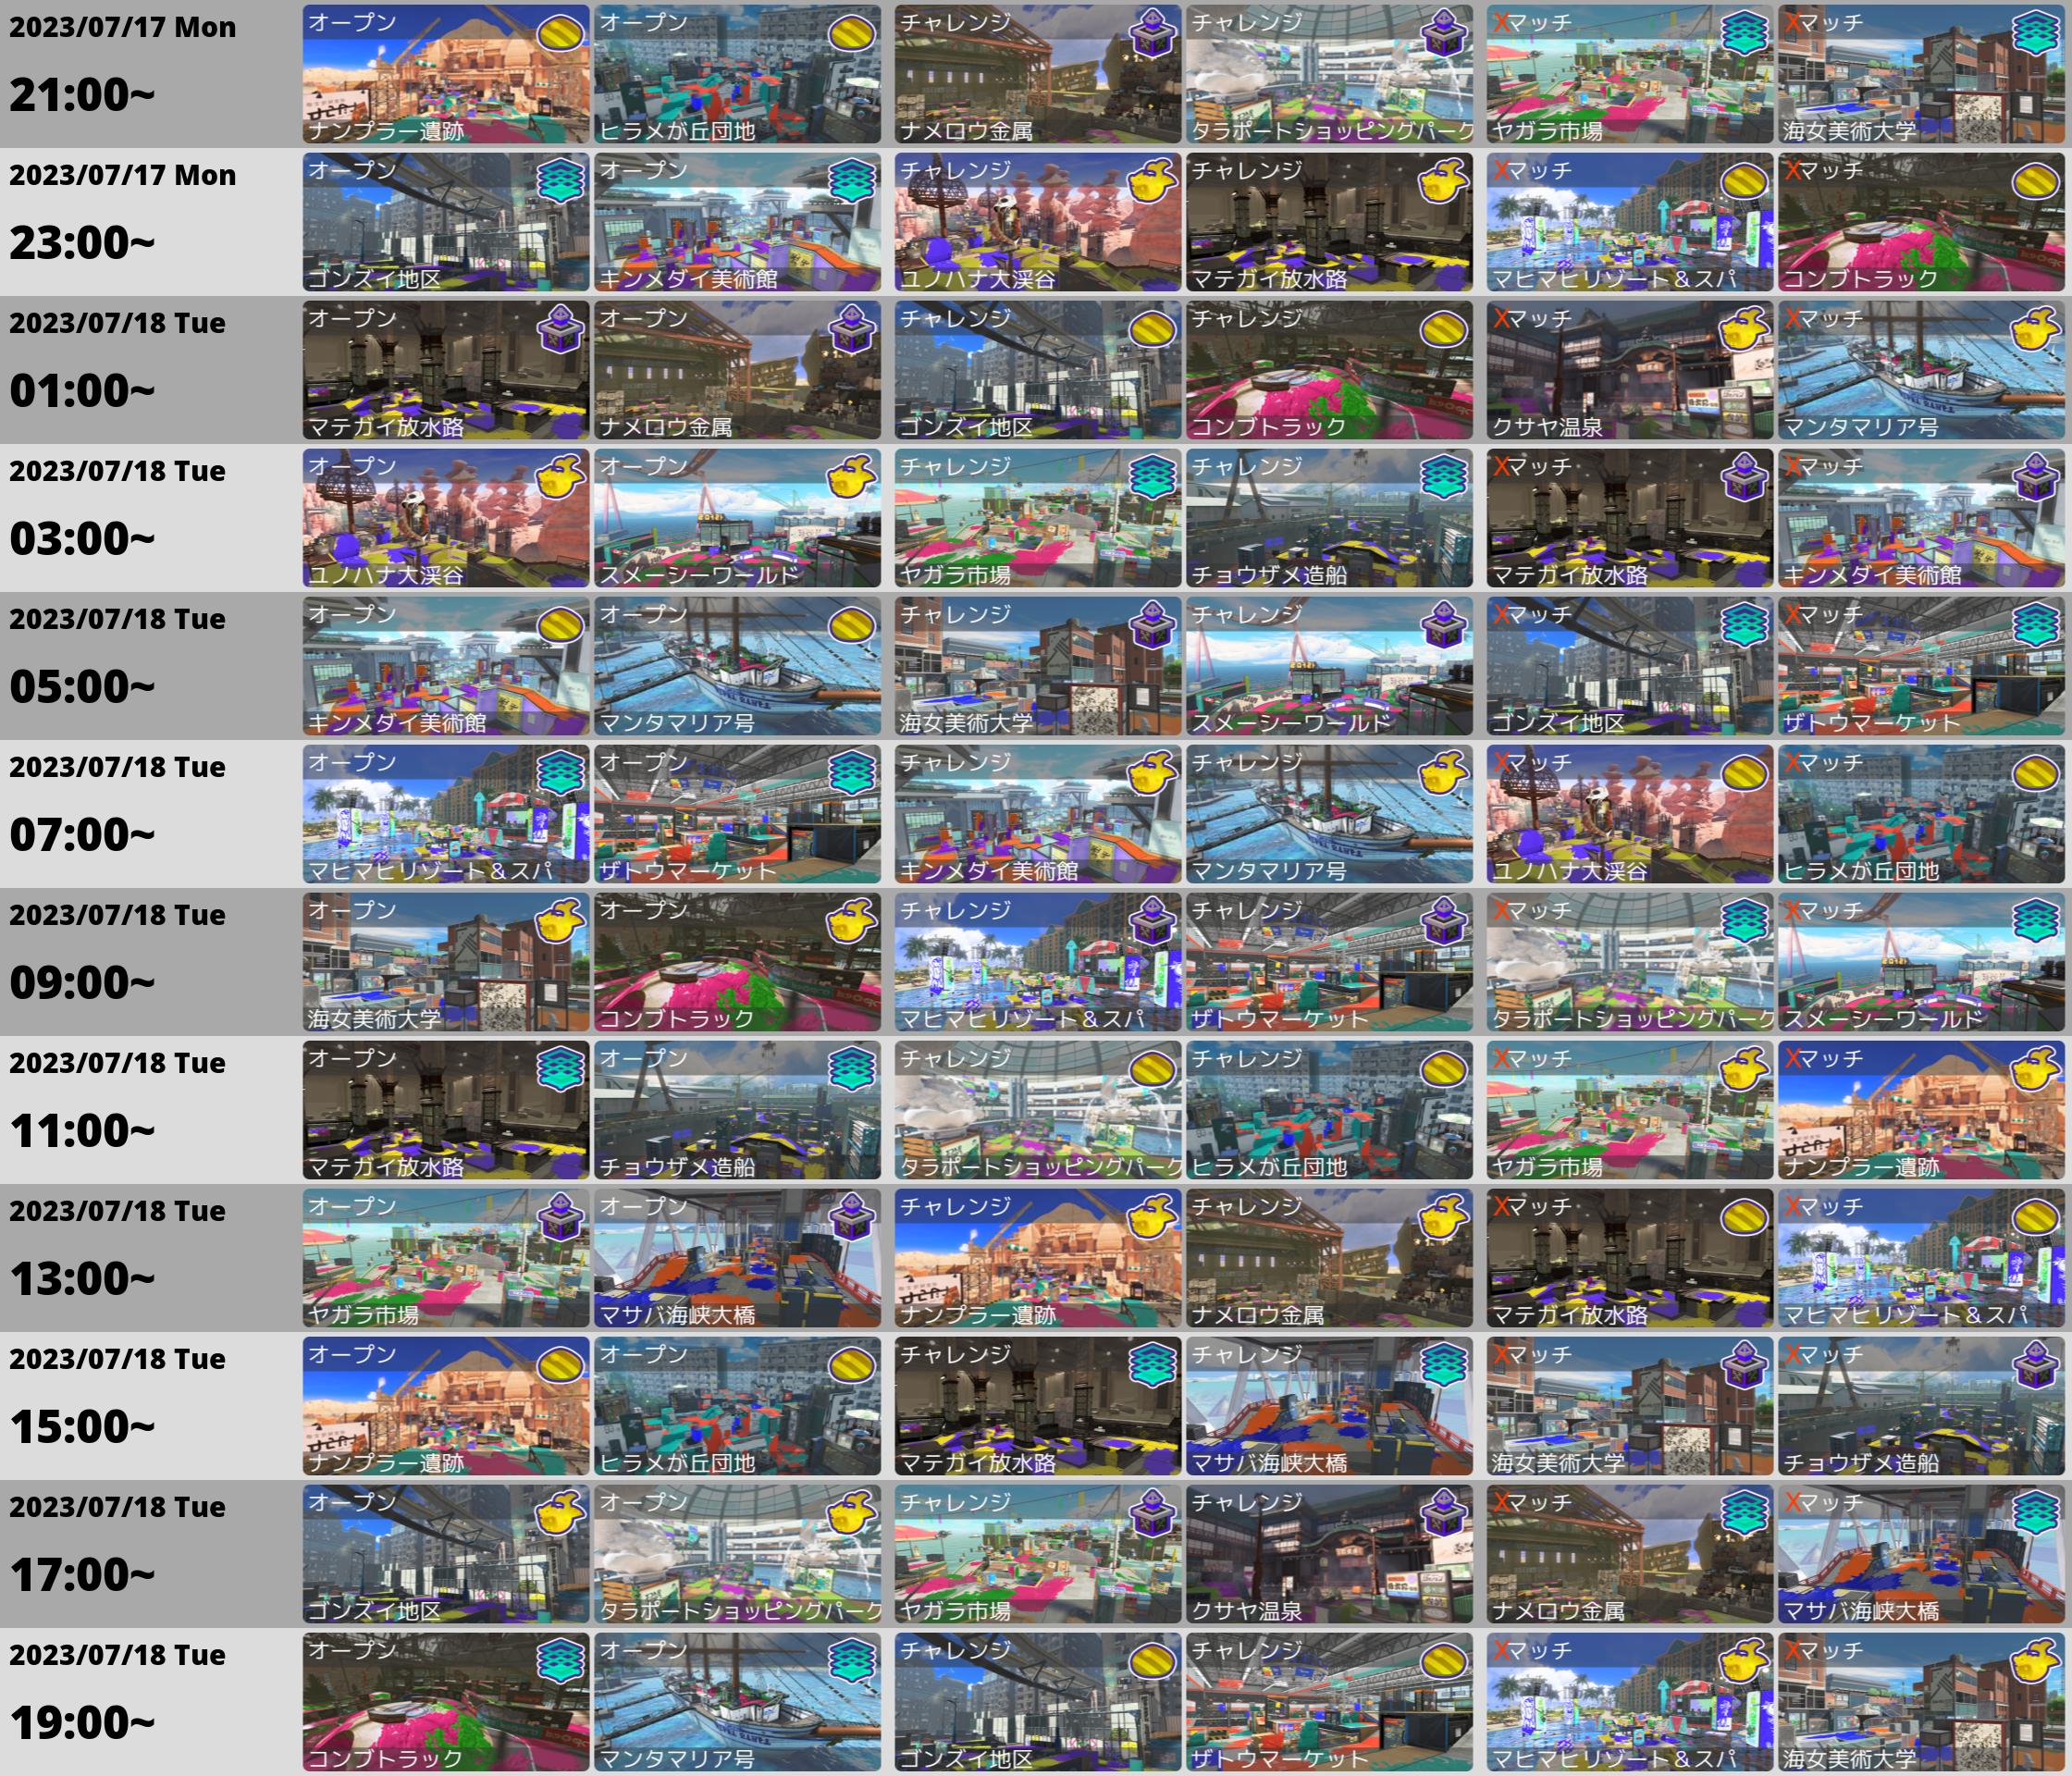 2023/07/17 Mon
21:00~
オープン
オープン
チャレンジ
チャレンジ
Xマッチ
Xマッチ
ナンプラー遺跡
ヒラメが丘団地
ナメロウ金属
タラポートショッピングパーク
ヤガラ市場
海女美術大学
2023/07/17 Mon
23:00~
オープン
オープン
チャレンジ
チャレンジ
Xマッチ
Xマッチ
ゴンズイ地区
キンメダイ美術館
ユノハナ大渓谷
マテガイ放水路
マヒマヒリゾート＆スパ
コンブトラック
2023/07/18 Tue
01:00~
オープン
オープン
チャレンジ
チャレンジ
Xマッチ
Xマッチ
マテガイ放水路
ナメロウ金属
ゴンズイ地区
コンブトラック
クサヤ温泉
マンタマリア号
2023/07/18 Tue
03:00~
オープン
オープン
チャレンジ
チャレンジ
Xマッチ
Xマッチ
ユノハナ大渓谷
スメーシーワールド
ヤガラ市場
チョウザメ造船
マテガイ放水路
キンメダイ美術館
2023/07/18 Tue
05:00~
オープン
オープン
チャレンジ
チャレンジ
Xマッチ
Xマッチ
キンメダイ美術館
マンタマリア号
海女美術大学
スメーシーワールド
ゴンズイ地区
ザトウマーケット
2023/07/18 Tue
07:00~
オープン
オープン
チャレンジ
チャレンジ
Xマッチ
Xマッチ
マヒマヒリゾート＆スパ
ザトウマーケット
キンメダイ美術館
マンタマリア号
ユノハナ大渓谷
ヒラメが丘団地
2023/07/18 Tue
09:00~
オープン
オープン
チャレンジ
チャレンジ
Xマッチ
Xマッチ
海女美術大学
コンブトラック
マヒマヒリゾート＆スパ
ザトウマーケット
タラポートショッピングパーク
スメーシーワールド
2023/07/18 Tue
11:00~
オープン
オープン
チャレンジ
チャレンジ
Xマッチ
Xマッチ
マテガイ放水路
チョウザメ造船
タラポートショッピングパーク
ヒラメが丘団地
ヤガラ市場
ナンプラー遺跡
2023/07/18 Tue
13:00~
オープン
オープン
チャレンジ
チャレンジ
Xマッチ
Xマッチ
ヤガラ市場
マサバ海峡大橋
ナンプラー遺跡
ナメロウ金属
マテガイ放水路
マヒマヒリゾート＆スパ
2023/07/18 Tue
15:00~
オープン
オープン
チャレンジ
チャレンジ
Xマッチ
Xマッチ
ナンプラー遺跡
ヒラメが丘団地
マテガイ放水路
マサバ海峡大橋
海女美術大学
チョウザメ造船
2023/07/18 Tue
17:00~
オープン
オープン
チャレンジ
チャレンジ
Xマッチ
Xマッチ
ゴンズイ地区
タラポートショッピングパーク
ヤガラ市場
クサヤ温泉
ナメロウ金属
マサバ海峡大橋
2023/07/18 Tue
19:00~
オープン
オープン
チャレンジ
チャレンジ
Xマッチ
Xマッチ
コンブトラック
マンタマリア号
ゴンズイ地区
ザトウマーケット
マヒマヒリゾート＆スパ
海女美術大学